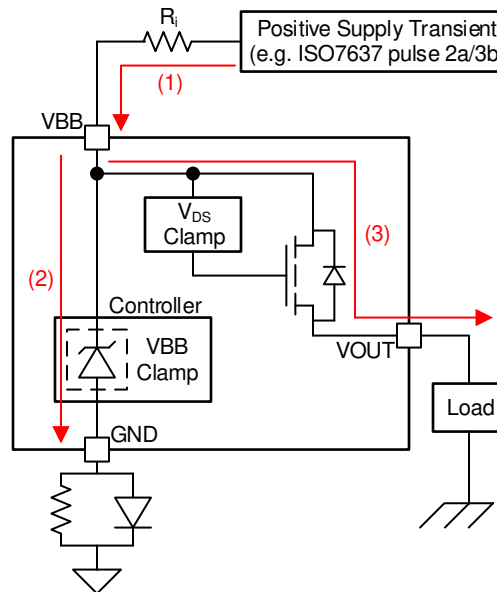 Ri
Positive Supply Transient
(e.g. ISO7637 pulse 2a/3b
(1)
VBB
VDS
Clamp
(3)
(2)
Controller
VBB
Clamp
VOUT
Load
GND